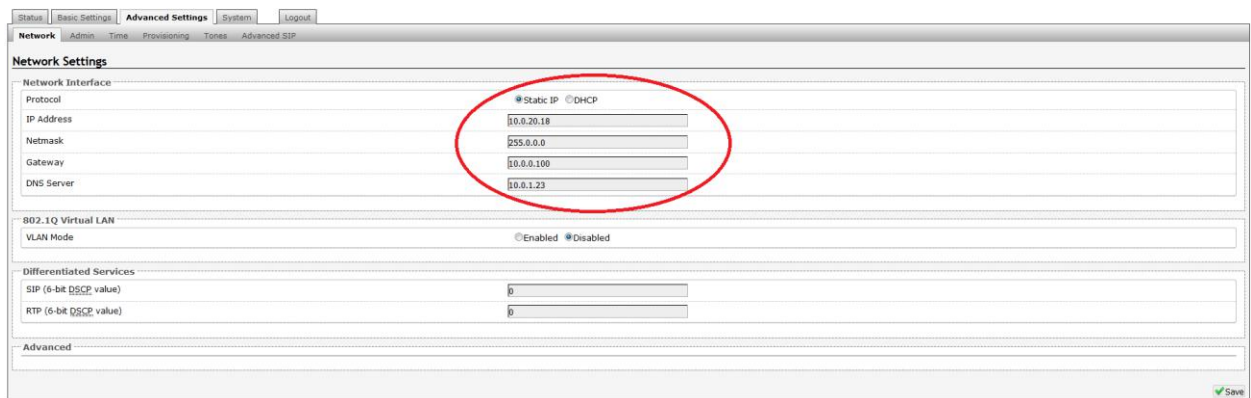 Status Basic Settings Advanced Settings System Logout
Network Admin Time Provisioning Tones Advanced SIP
Network Settings
Network Interface
Protocol Static IP DHCP
IP Address 10.0.20.18
Netmask 255.0.0.0
Gateway 10.0.0.100
DNS Server 10.0.1.23
802.1Q Virtual LAN
VLAN Mode Enabled Disabled
Differentiated Services
SIP (6-bit DSCP value) 0
RTP (6-bit DSCP value) 0
Advanced
Save